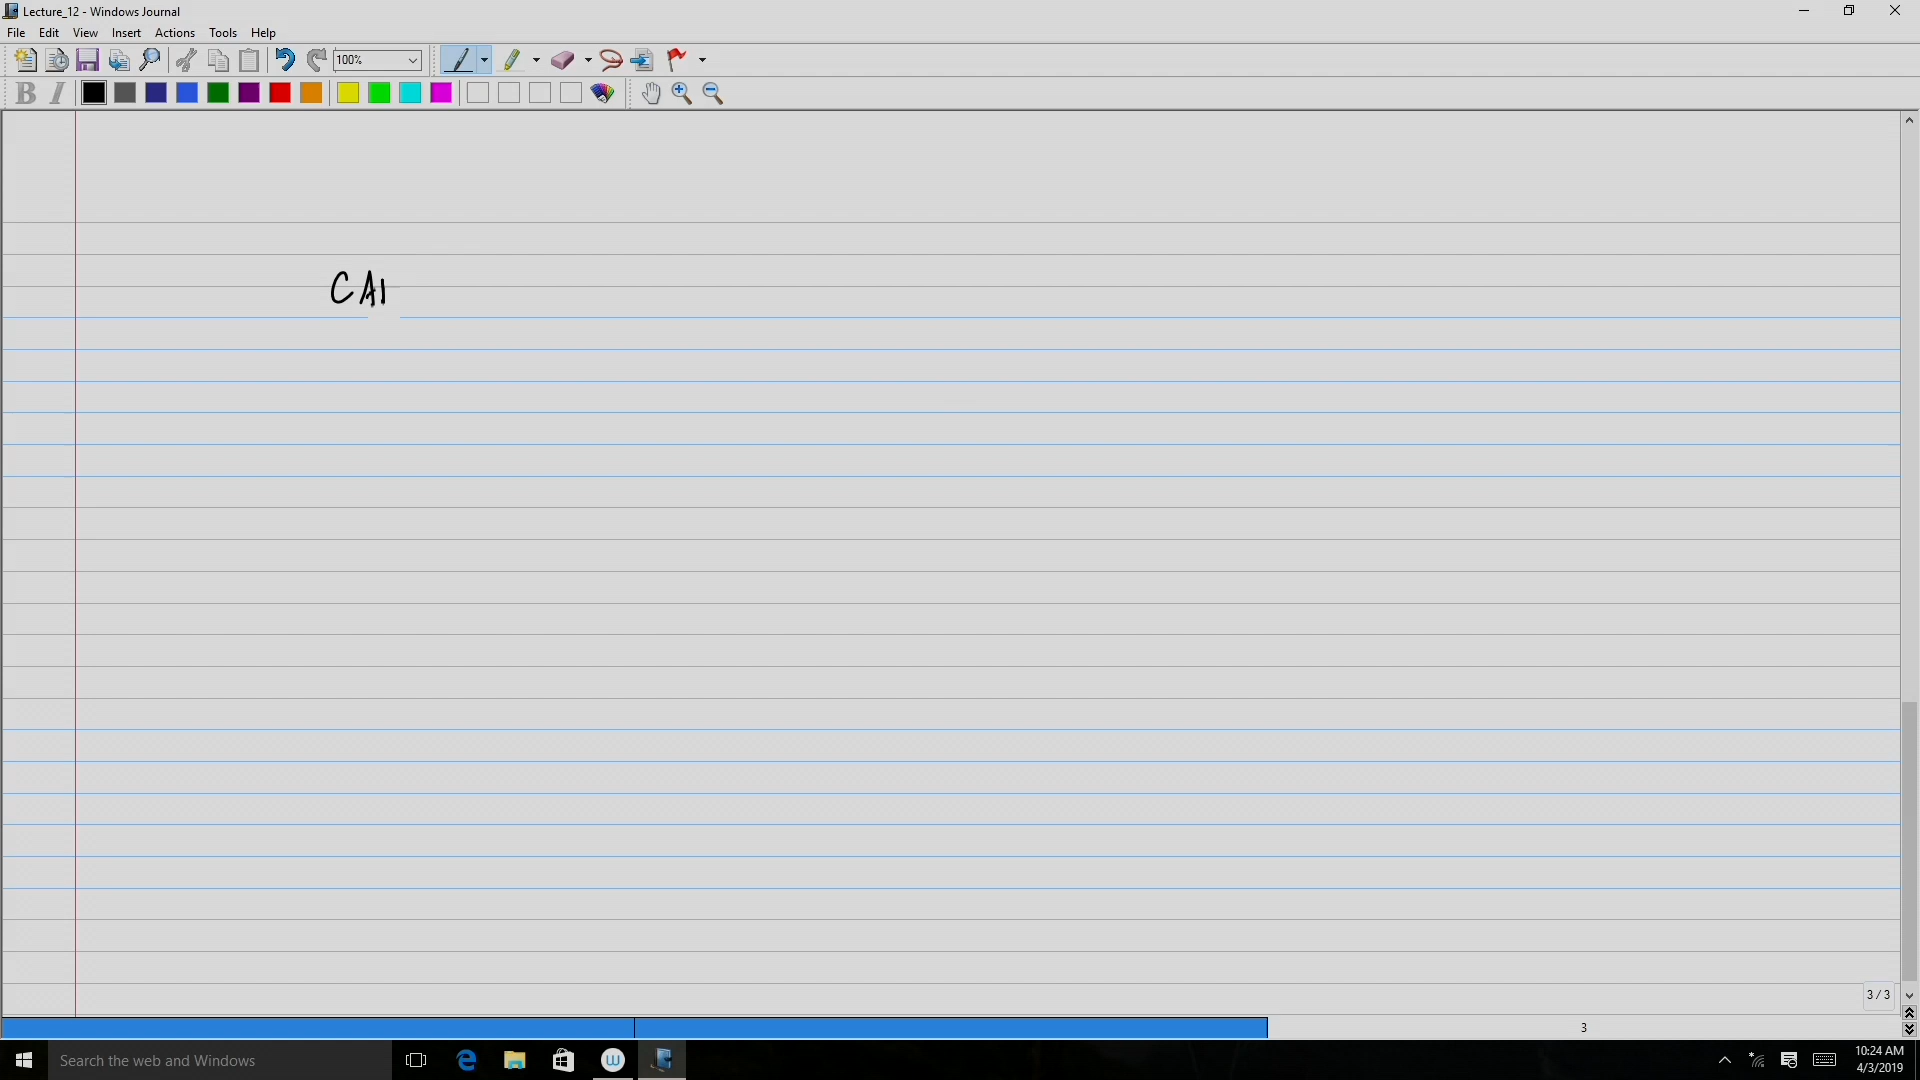 Lecture_12 - Windows Journal
File Edit View Insert Actions Tools Help
100%
B I
CAI
3 / 3
3
Search the web and Windows
10:24 AM
4/3/2019